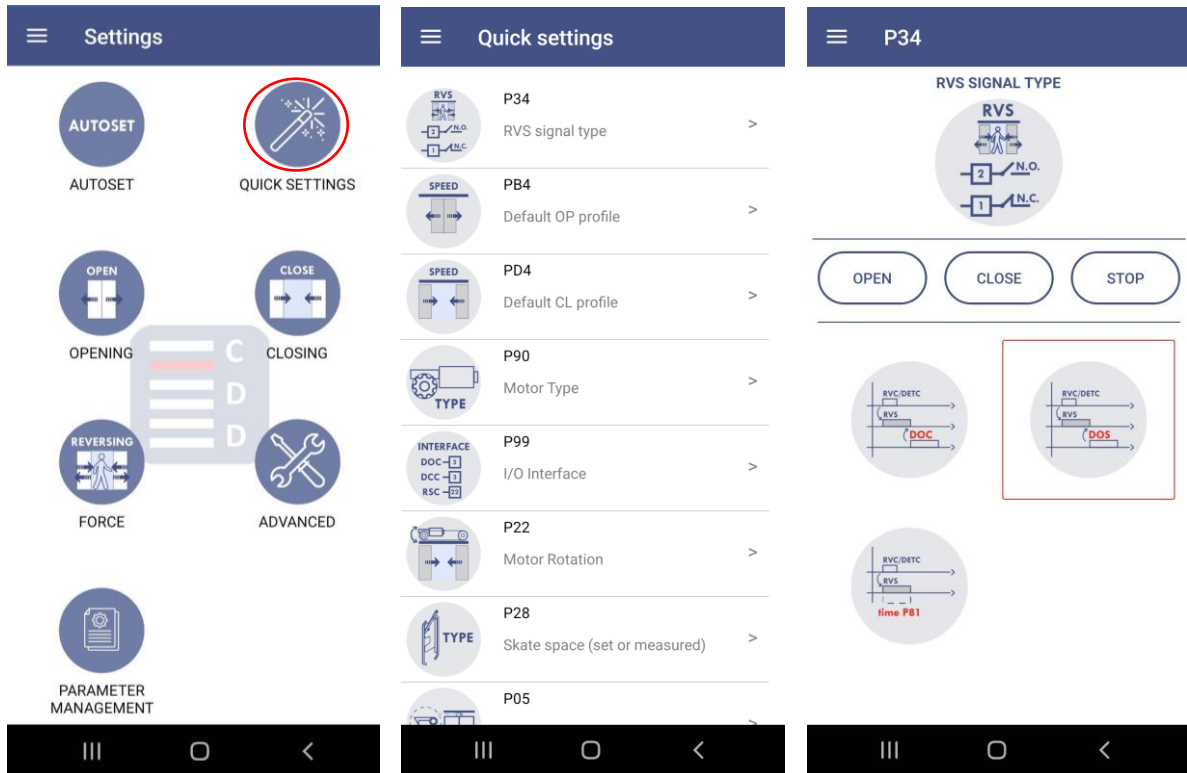 Settings
AUTOSET
AUTOSET
QUICK SETTINGS
OPEN
OPENING
CLOSE
CLOSING
C
D
D
REVERSING
FORCE
ADVANCED
PARAMETER
MANAGEMENT
Quick settings
RVS
2 N.O.
1 N.C.
P34
RVS signal type
>
SPEED
PB4
Default OP profile
>
SPEED
PD4
Default CL profile
>
TYPE
P90
Motor Type
>
INTERFACE
DOC 3
DCC 3
RSC 22
P99
I/O Interface
>
P22
Motor Rotation
>
TYPE
P28
Skate space (set or measured)
>
P05
P34
RVS SIGNAL TYPE
RVS
2 N.O.
1 N.C.
OPEN CLOSE STOP
RVC/DETC
RVS
DOC
RVC/DETC
RVS
DOS
RVC/DETC
RVS
time P81